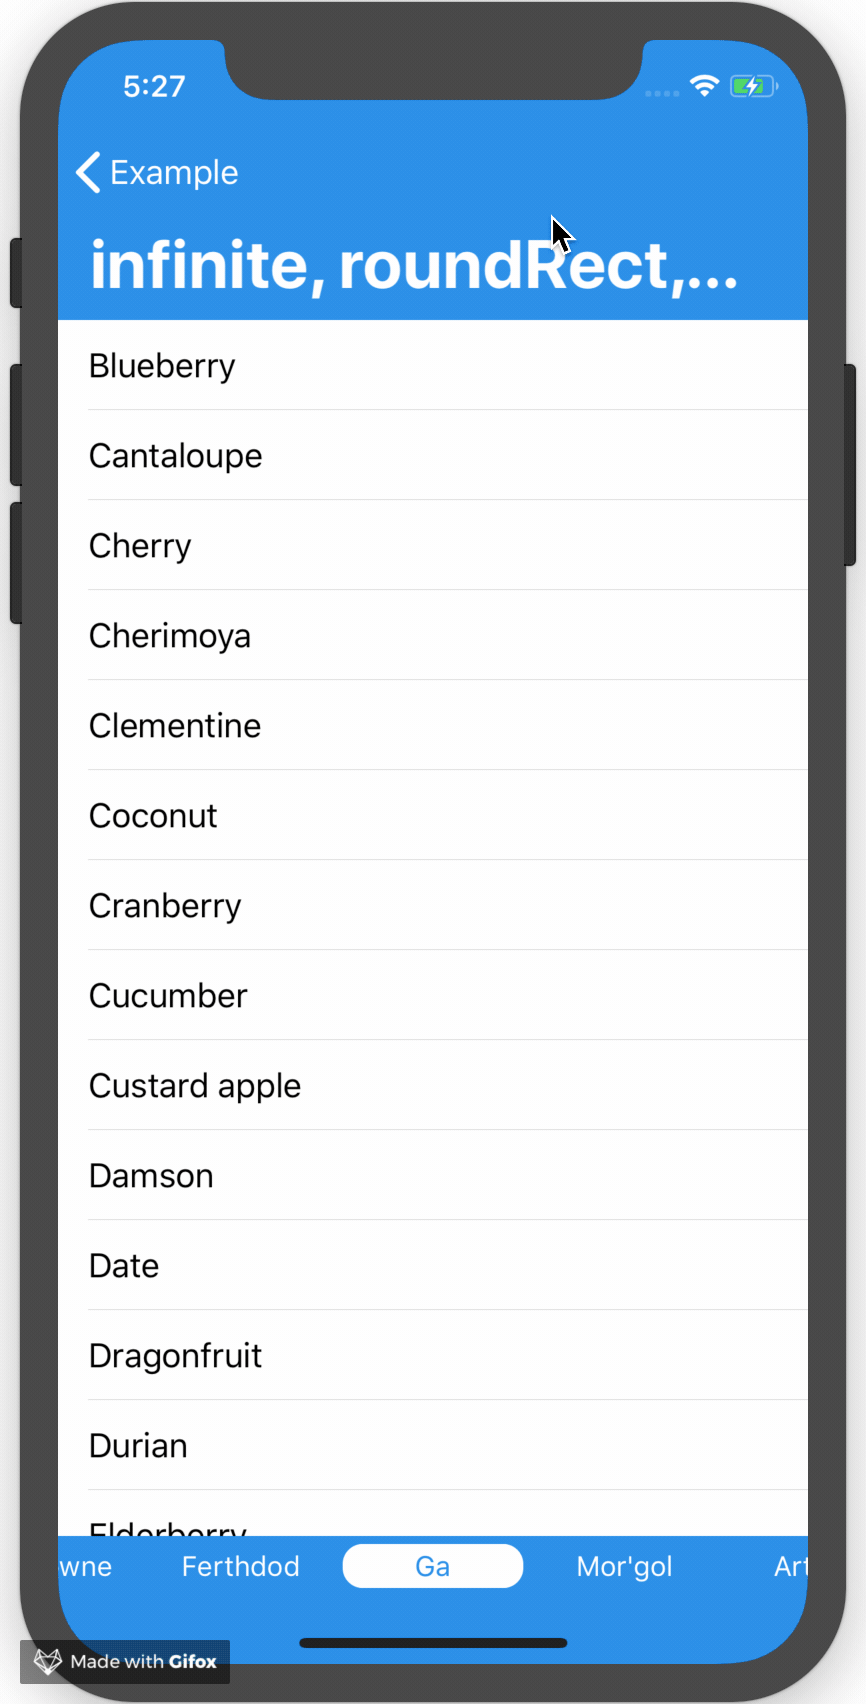 5:27
Example
infinite, roundRect,...
Blueberry
Cantaloupe
Cherry
Cherimoya
Clementine
Coconut
Cranberry
Cucumber
Custard apple
Damson
Date
Dragonfruit
Durian
Elderberry
wne Ferthdod Ga Mor'gol Art
Made with Gifox